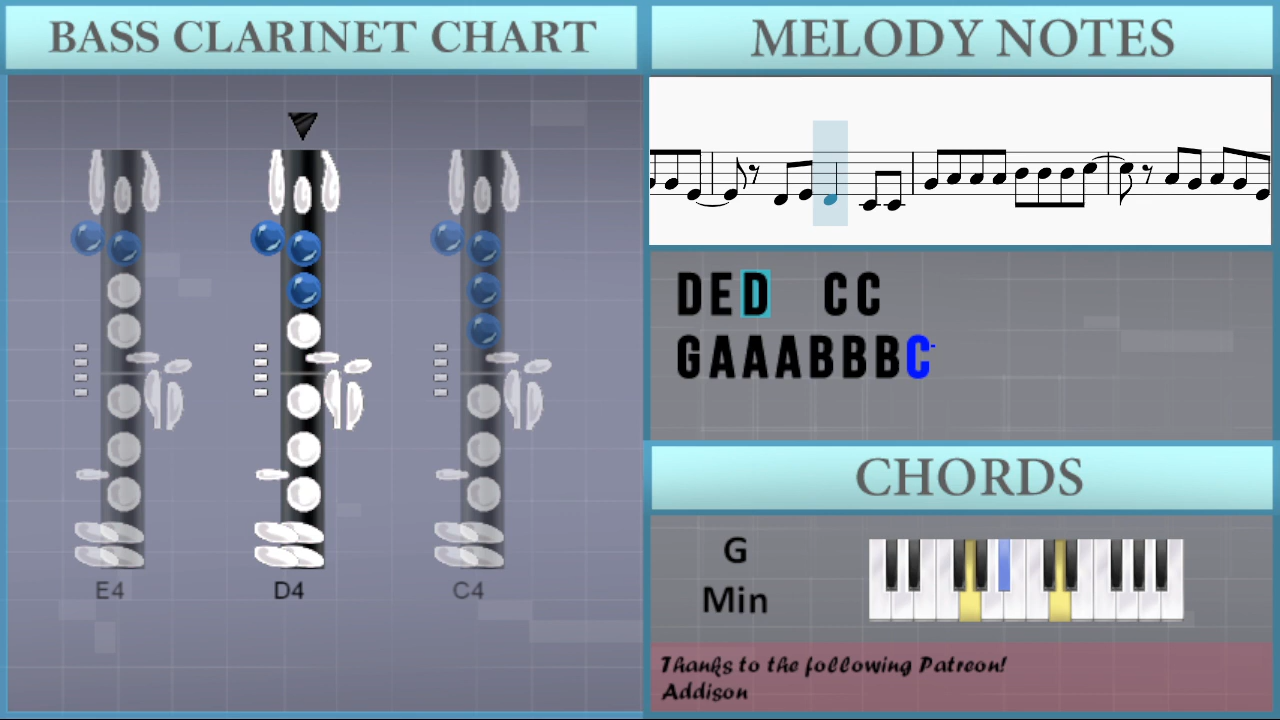 BASS CLARINET CHART
E4 D4 C4
MELODY NOTES
DED CC
GAAABBBC-
CHORDS
G
Min
Thanks to the following Patreon!
Addison